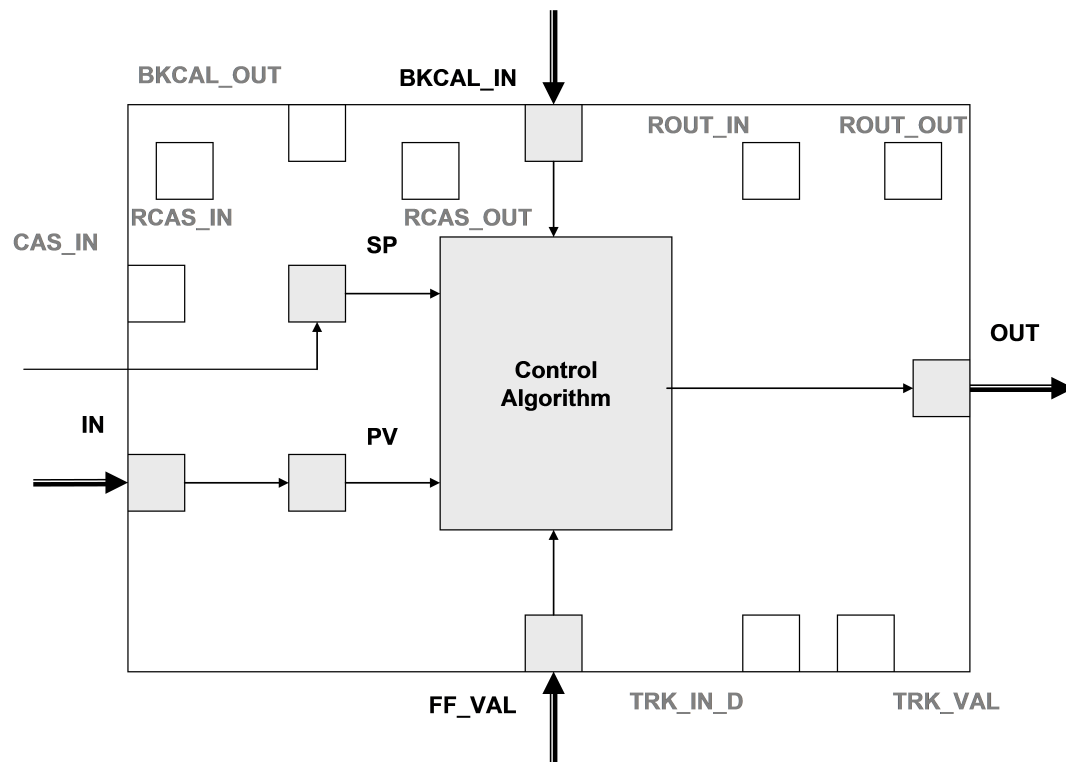 BKCAL_OUT
BKCAL_IN
ROUT_IN
ROUT_OUT
RCAS_IN
RCAS_OUT
CAS_IN
SP
OUT
Control
Algorithm
IN
PV
FF_VAL
TRK_IN_D
TRK_VAL